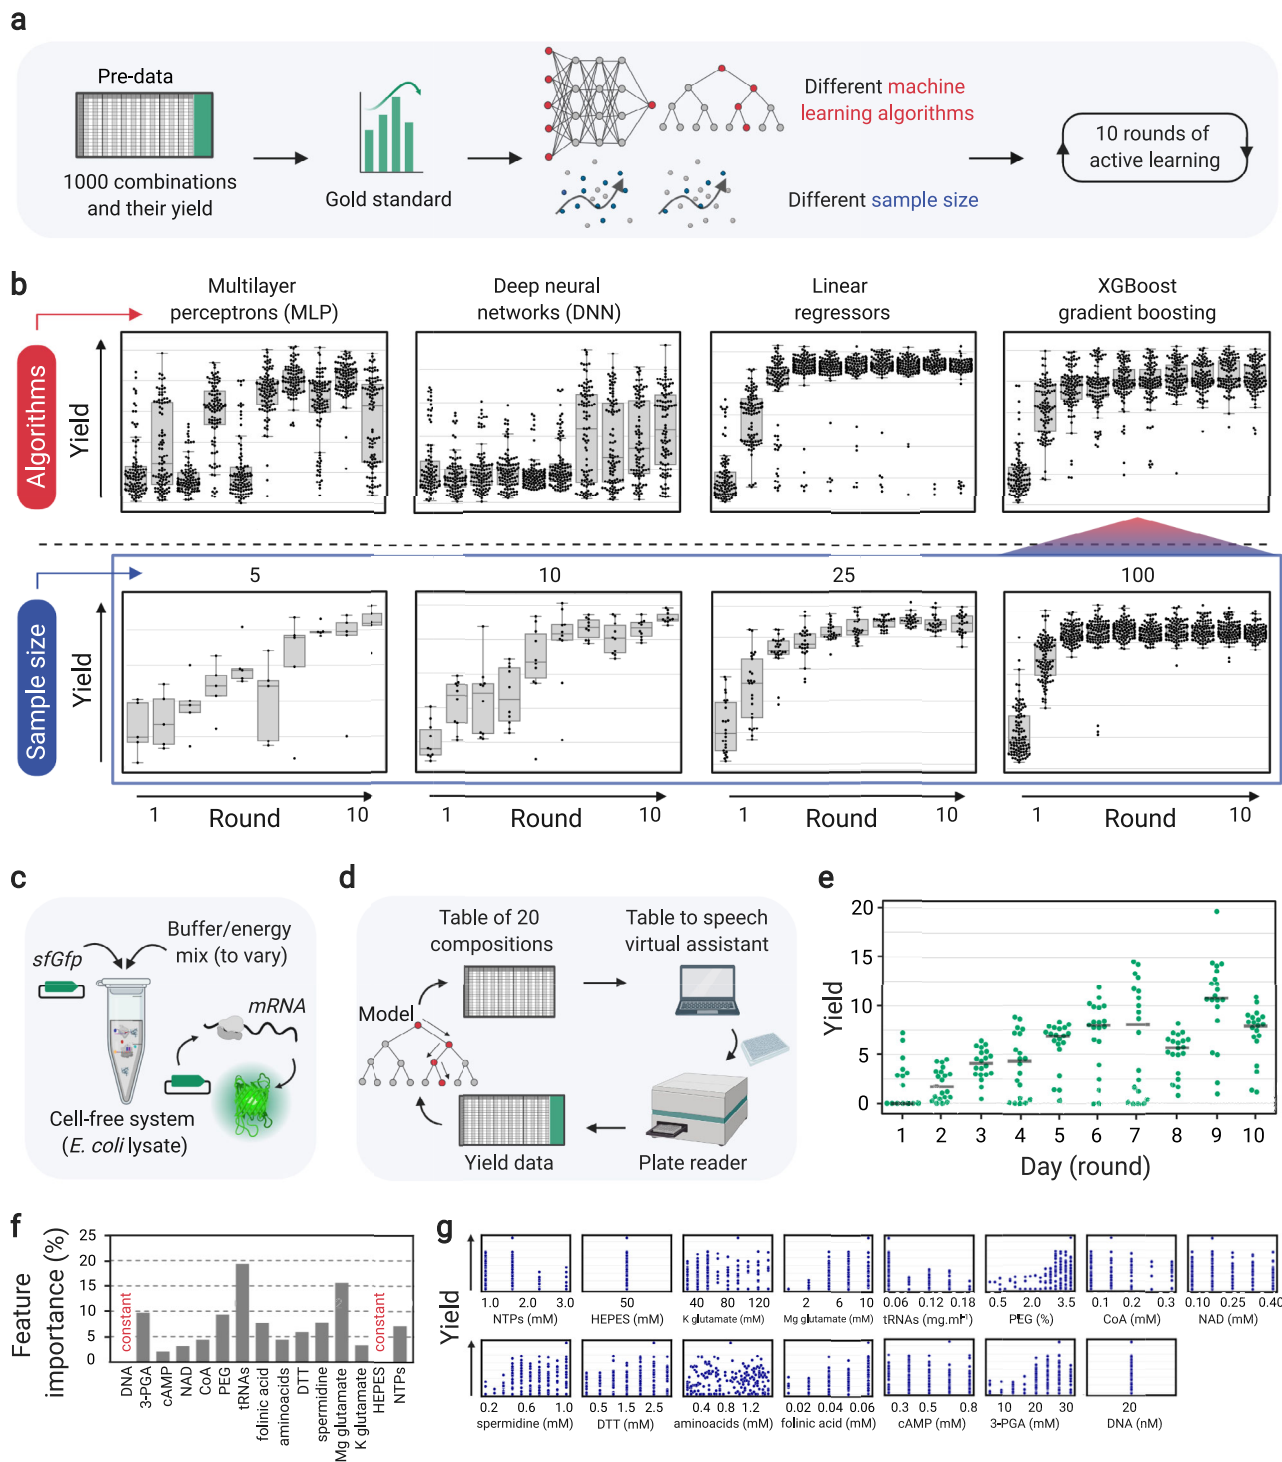 a
Pre-data
1000 combinations
and their yield
Gold standard
Different machine
learning algorithms
Different sample size
10 rounds of
active learning
b
Multilayer
perceptrons (MLP)
Deep neural
networks (DNN)
Linear
regressors
XGBoost
gradient boosting
Algorithms
Yield
5
10
25
100
Sample size
Yield
1 Round 10
1 Round 10
1 Round 10
1 Round 10
c
sfGfp
Buffer/energy
mix (to vary)
mRNA
Cell-free system
(E. coli lysate)
d
Table of 20
compositions
Table to speech
virtual assistant
Model
Yield data
Plate reader
e
Yield
20
15
10
5
0
1 2 3 4 5 6 7 8 9 10
Day (round)
f
Feature
importance (%)
25
20
15
10
5
0
constant
constant
DNA
3-PGA
cAMP
NAD
CoA
PEG
tRNAs
folinic acid
aminoacids
DTT
spermidine
Mg glutamate
K glutamate
HEPES
NTPs
g
Yield
1.0 2.0 3.0
NTPs (mM)
50
HEPES (mM)
40 80 120
K glutamate (mM)
2 6 10
Mg glutamate (mM)
0.06 0.12 0.18
tRNAs (mg.ml⁻¹)
0.5 2.0 3.5
PEG (%)
0.1 0.2 0.3
CoA (mM)
0.10 0.25 0.40
NAD (mM)
0.2 0.6 1.0
spermidine (mM)
0.5 1.5 2.5
DTT (mM)
0.4 0.8 1.2
aminoacids (mM)
0.02 0.04 0.06
folinic acid (mM)
0.3 0.5 0.8
cAMP (mM)
10 20 30
3-PGA (mM)
20
DNA (nM)